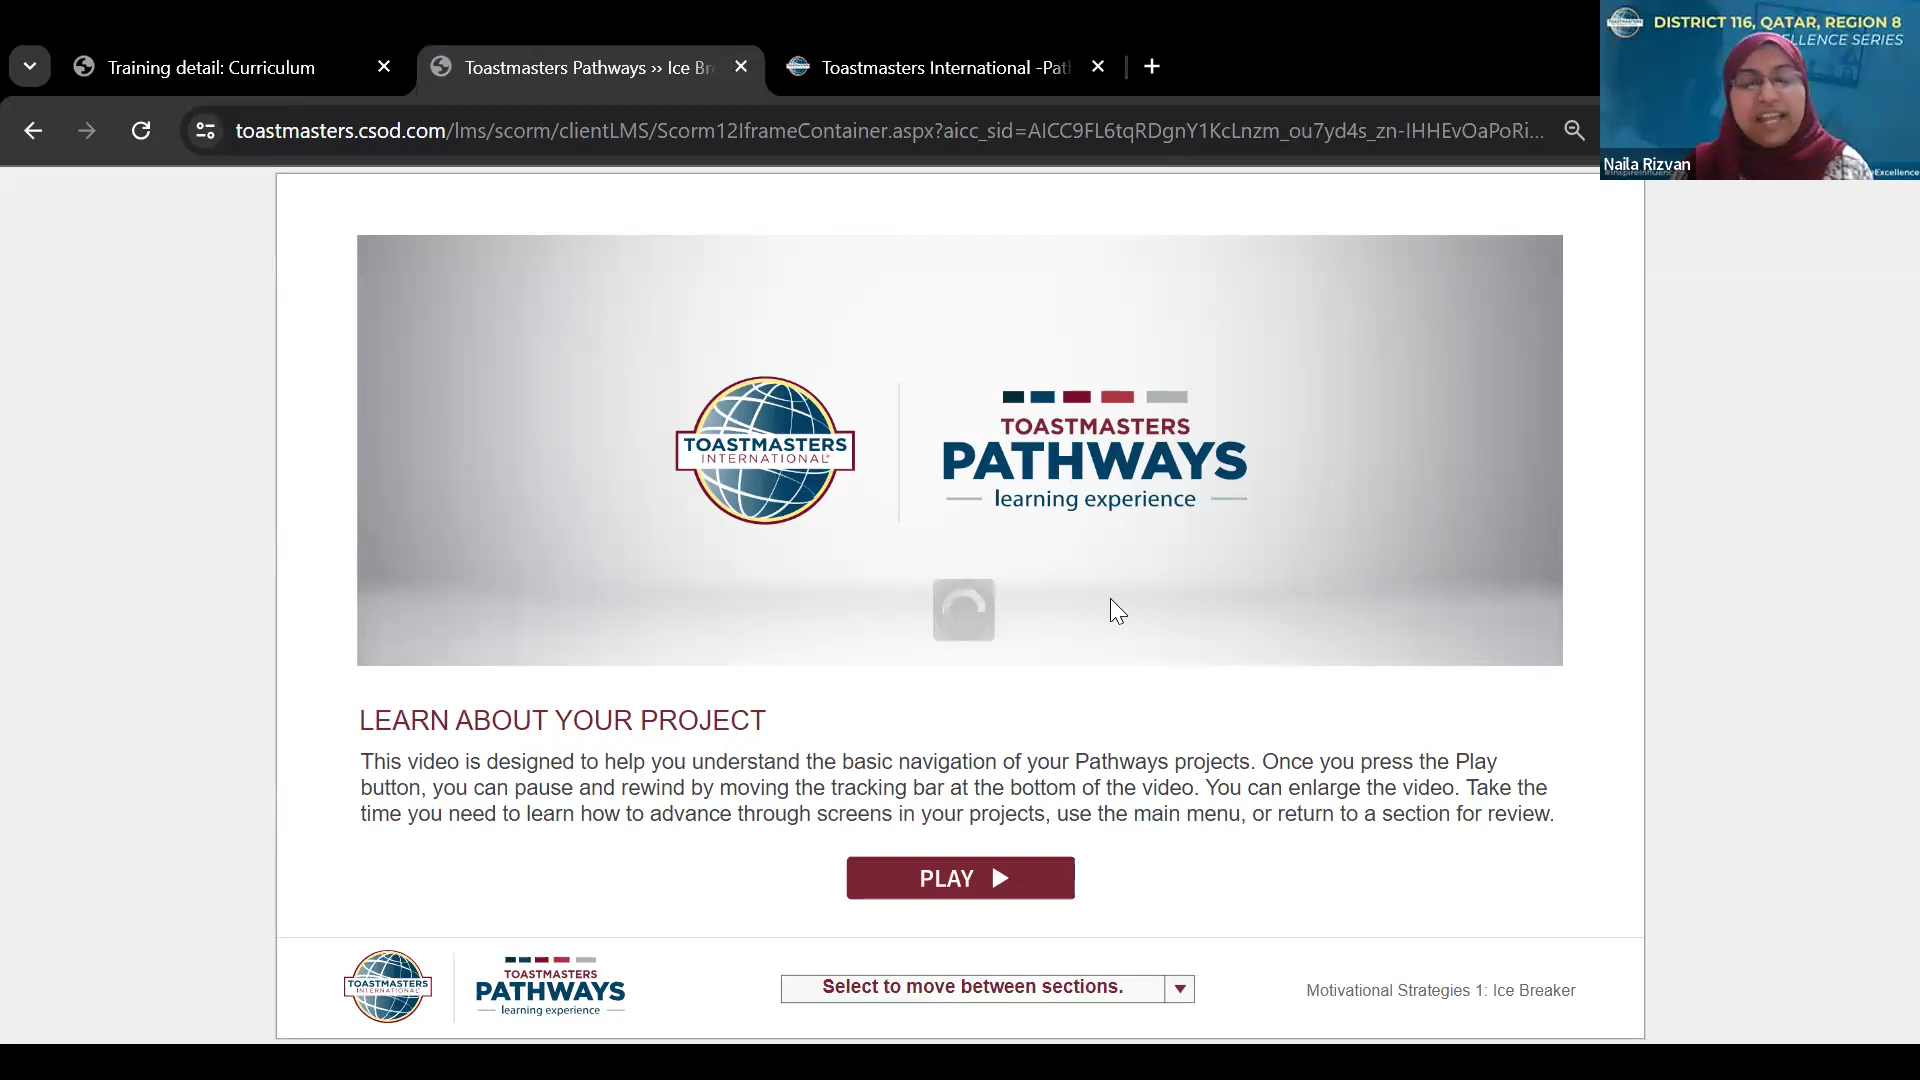 Training detail: Curriculum
Toastmasters Pathways ›› Ice Br
Toastmasters International -Pat
toastmasters.csod.com/lms/scorm/clientLMS/Scorm12IframeContainer.aspx?aicc_sid=AICC9FL6tqRDgnY1KcLnzm_ou7yd4s_zn-IHHEvOaPoRi...
DISTRICT 116, QATAR, REGION 8
ELLENCE SERIES
Naila Rizvan
eExcellence
TOASTMASTERS
INTERNATIONAL
TOASTMASTERS
PATHWAYS
learning experience
LEARN ABOUT YOUR PROJECT
This video is designed to help you understand the basic navigation of your Pathways projects. Once you press the Play
button, you can pause and rewind by moving the tracking bar at the bottom of the video. You can enlarge the video. Take the
time you need to learn how to advance through screens in your projects, use the main menu, or return to a section for review.
PLAY
TOASTMASTERS
INTERNATIONAL
TOASTMASTERS
PATHWAYS
learning experience
Select to move between sections.
Motivational Strategies 1: Ice Breaker